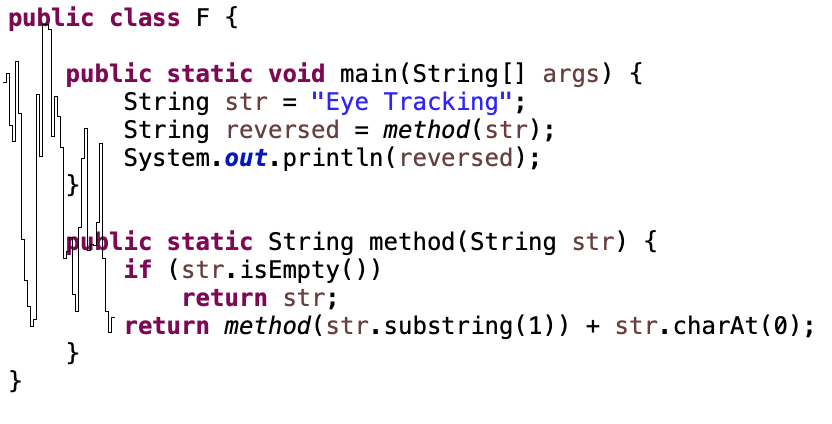 public class F {
public static void main(String[] args) {
String str = "Eye Tracking";
String reversed = method(str);
System.out.println(reversed);
}
public static String method(String str) {
if (str.isEmpty())
return str;
return method(str.substring(1)) + str.charAt(0);
}
}